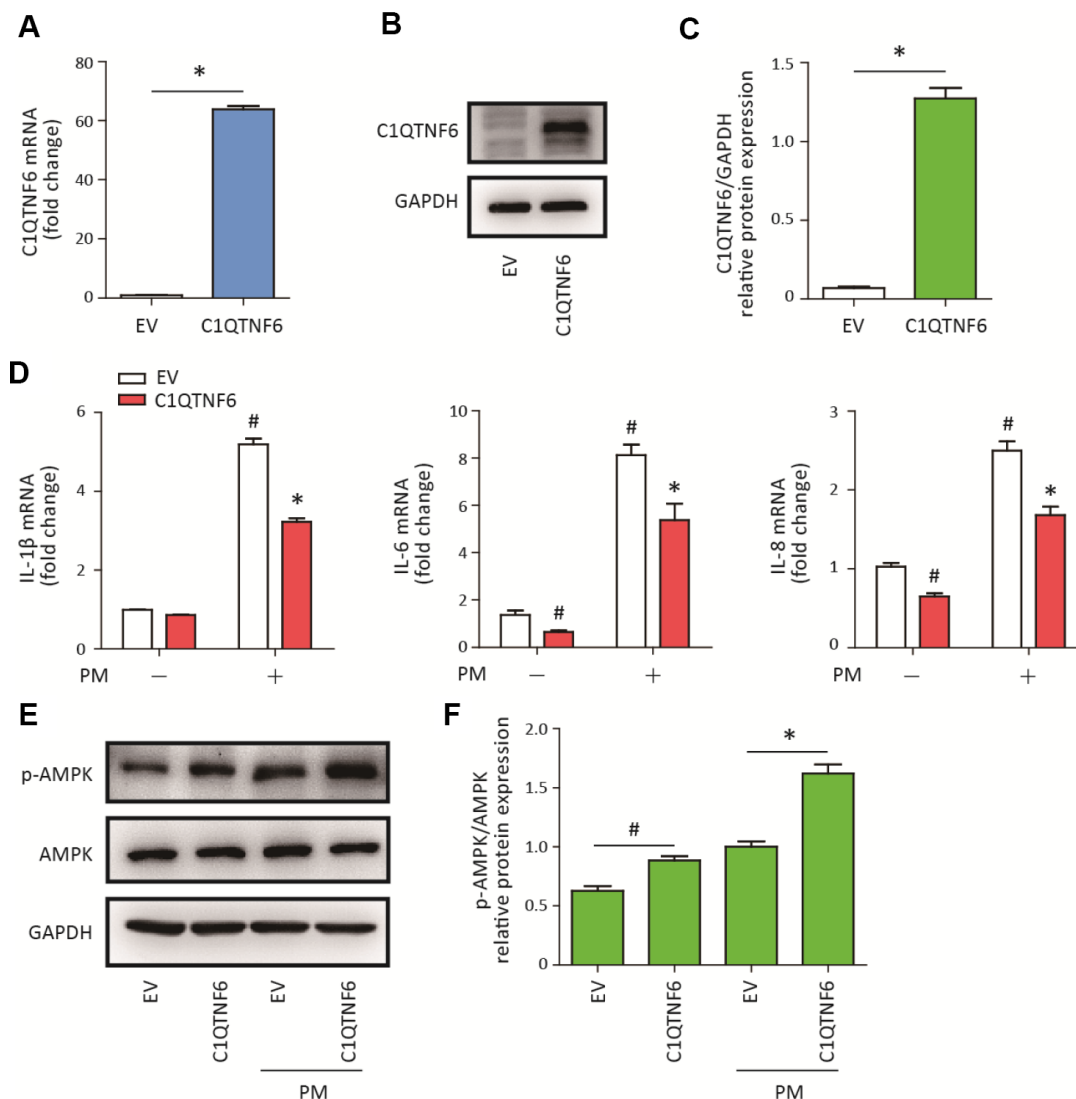 A
C1QTNF6 mRNA
(fold change)
80
60
40
20
0
*
EV
C1QTNF6
B
C1QTNF6
GAPDH
EV
C1QTNF6
C
C1QTNF6/GAPDH
relative protein expression
1.5
1.0
0.5
0
*
EV
C1QTNF6
D
EV
C1QTNF6
IL-1β mRNA
(fold change)
6
4
2
0
#
*
PM
–
+
IL-6 mRNA
(fold change)
10
8
6
4
2
0
#
#
*
–
+
IL-8 mRNA
(fold change)
3
2
1
0
#
#
*
PM
–
+
E
p-AMPK
AMPK
GAPDH
EV
C1QTNF6
EV
C1QTNF6
PM
F
p-AMPK/AMPK
relative protein expression
2.0
1.5
1.0
0.5
0
#
*
EV
C1QTNF6
EV
C1QTNF6
PM